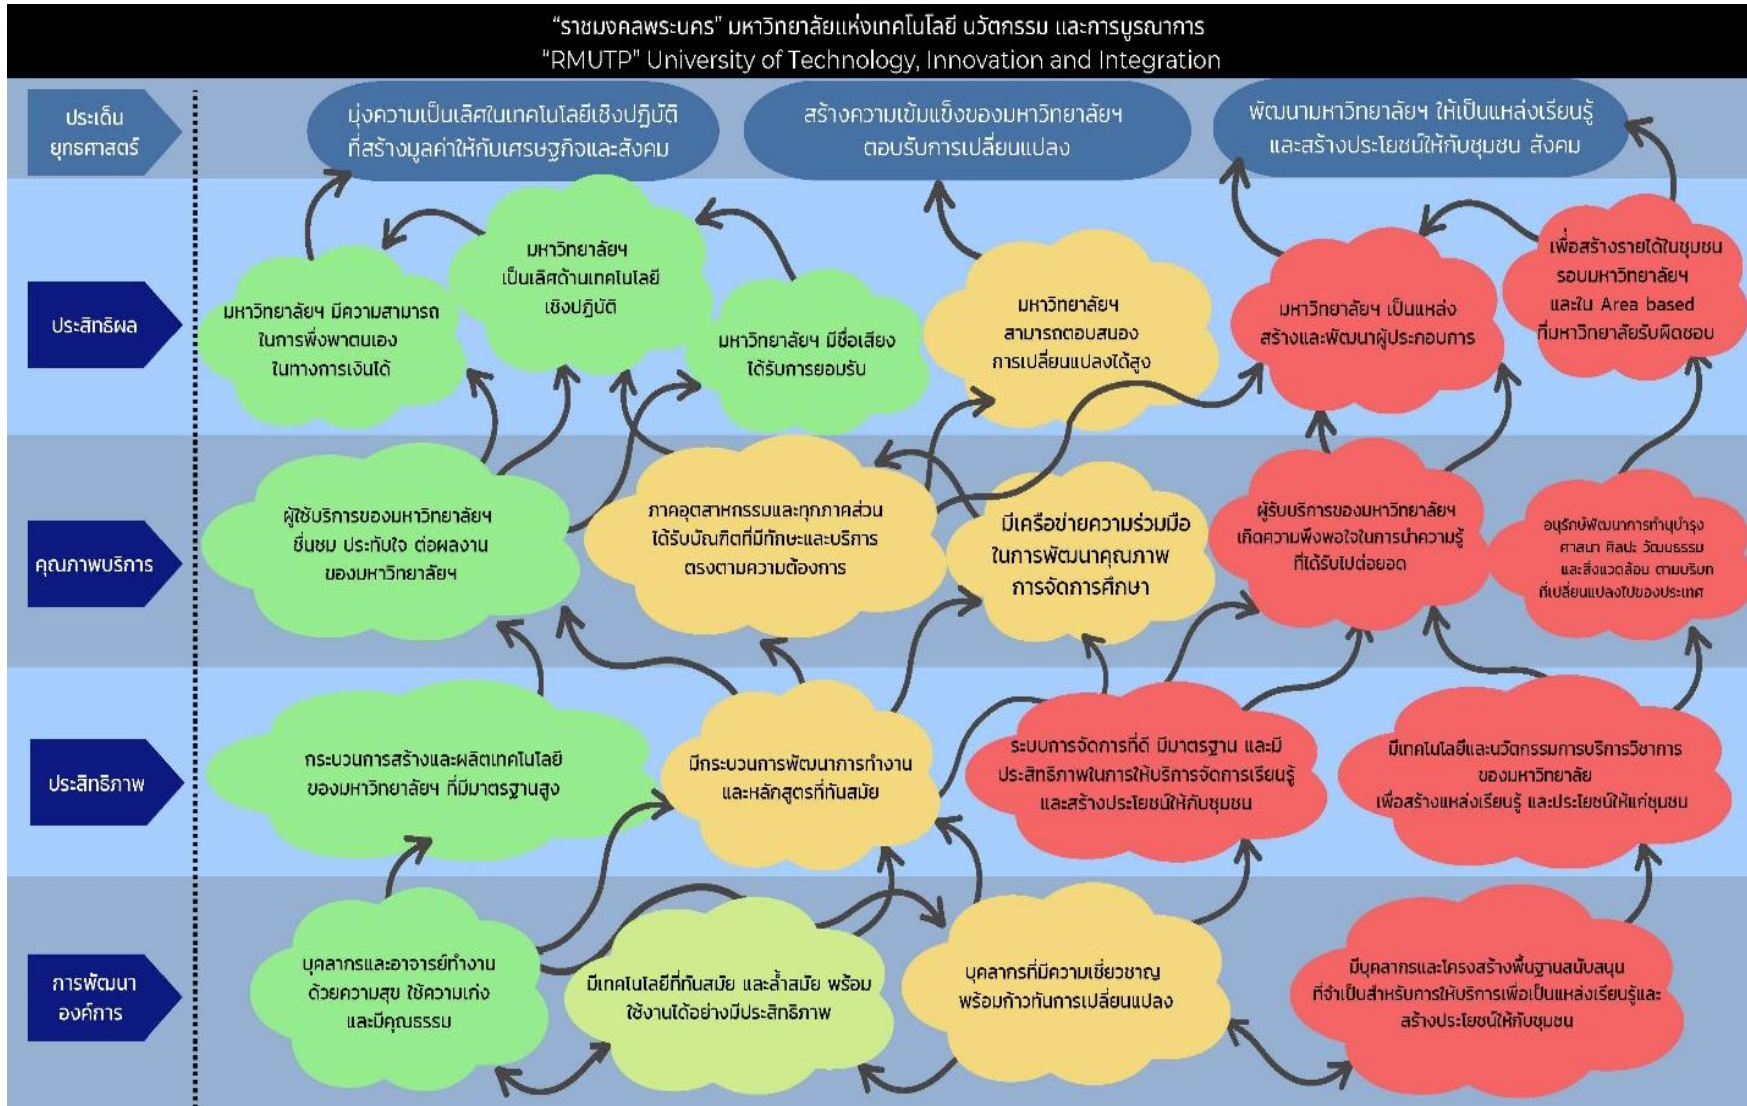 “ราชมงคลพระนคร” มหาวิทยาลัยแห่งเทคโนโลยี นวัตกรรม และการบูรณาการ
“RMUTP” University of Technology, Innovation and Integration
ประเด็น
ยุทธศาสตร์
มุ่งความเป็นเลิศในเทคโนโลยีเชิงปฏิบัติ
ที่สร้างมูลค่าให้กับเศรษฐกิจและสังคม
สร้างความเข้มแข็งของมหาวิทยาลัยฯ
ตอบรับการเปลี่ยนแปลง
พัฒนามหาวิทยาลัยฯ ให้เป็นแหล่งเรียนรู้
และสร้างประโยชน์ให้กับชุมชน สังคม
ประสิทธิผล
มหาวิทยาลัยฯ มีความสามารถ
ในการพึ่งพาตนเอง
ในทางการเงินได้
มหาวิทยาลัยฯ
เป็นเลิศด้านเทคโนโลยี
เชิงปฏิบัติ
มหาวิทยาลัยฯ มีชื่อเสียง
ได้รับการยอมรับ
มหาวิทยาลัยฯ
สามารถตอบสนอง
การเปลี่ยนแปลงได้สูง
มหาวิทยาลัยฯ เป็นแหล่ง
สร้างและพัฒนาผู้ประกอบการ
เพื่อสร้างรายได้ในชุมชน
รอบมหาวิทยาลัยฯ
และใน Area based
ที่มหาวิทยาลัยรับผิดชอบ
คุณภาพบริการ
ผู้ใช้บริการของมหาวิทยาลัยฯ
ชื่นชม ประทับใจ ต่อผลงาน
ของมหาวิทยาลัยฯ
ภาคอุตสาหกรรมและทุกภาคส่วน
ได้รับบัณฑิตที่มีทักษะและบริการ
ตรงตามความต้องการ
มีเครือข่ายความร่วมมือ
ในการพัฒนาคุณภาพ
การจัดการศึกษา
ผู้รับบริการของมหาวิทยาลัยฯ
เกิดความพึงพอใจในการนำความรู้
ที่ได้รับไปต่อยอด
อนุรักษ์พัฒนาการทำนุบำรุง
ศาสนา ศิลปะ วัฒนธรรม
และสิ่งแวดล้อม ตามบริบท
ที่เปลี่ยนแปลงไปของประเทศ
ประสิทธิภาพ
กระบวนการสร้างและผลิตเทคโนโลยี
ของมหาวิทยาลัยฯ ที่มีมาตรฐานสูง
มีกระบวนการพัฒนาการทำงาน
และหลักสูตรที่ทันสมัย
ระบบการจัดการที่ดี มีมาตรฐาน และมี
ประสิทธิภาพในการให้บริการจัดการเรียนรู้
และสร้างประโยชน์ให้กับชุมชน
มีเทคโนโลยีและนวัตกรรมการบริการวิชาการ
ของมหาวิทยาลัย
เพื่อสร้างแหล่งเรียนรู้ และประโยชน์ให้แก่ชุมชน
การพัฒนา
องค์การ
บุคลากรและอาจารย์ทำงาน
ด้วยความสุข ใช้ความเก่ง
และมีคุณธรรม
มีเทคโนโลยีที่ทันสมัย และล้ำสมัย พร้อม
ใช้งานได้อย่างมีประสิทธิภาพ
บุคลากรที่มีความเชี่ยวชาญ
พร้อมก้าวทันการเปลี่ยนแปลง
มีบุคลากรและโครงสร้างพื้นฐานสนับสนุน
ที่จำเป็นสำหรับการให้บริการเพื่อเป็นแหล่งเรียนรู้และ
สร้างประโยชน์ให้กับชุมชน